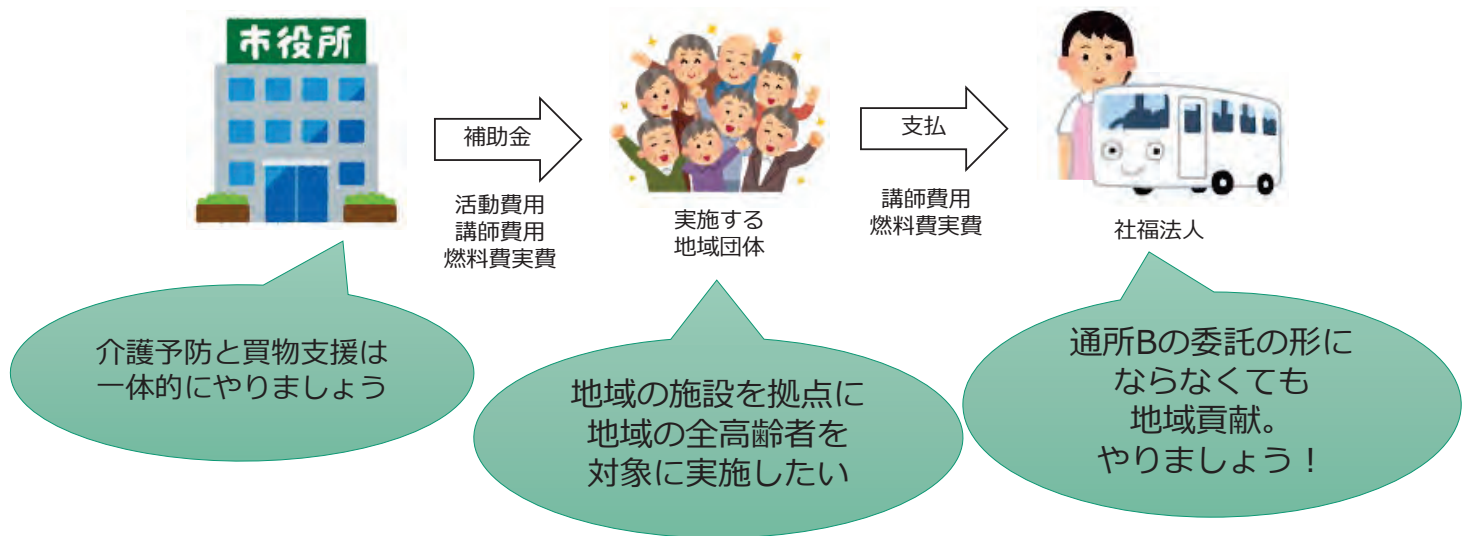 市役所
補助金
活動費用
講師費用
燃料費実費
実施する
地域団体
支払
講師費用
燃料費実費
社福法人
介護予防と買物支援は
一体的にやりましょう
地域の施設を拠点に
地域の全高齢者を
対象に実施したい
通所Bの委託の形に
ならなくても
地域貢献。
やりましょう！